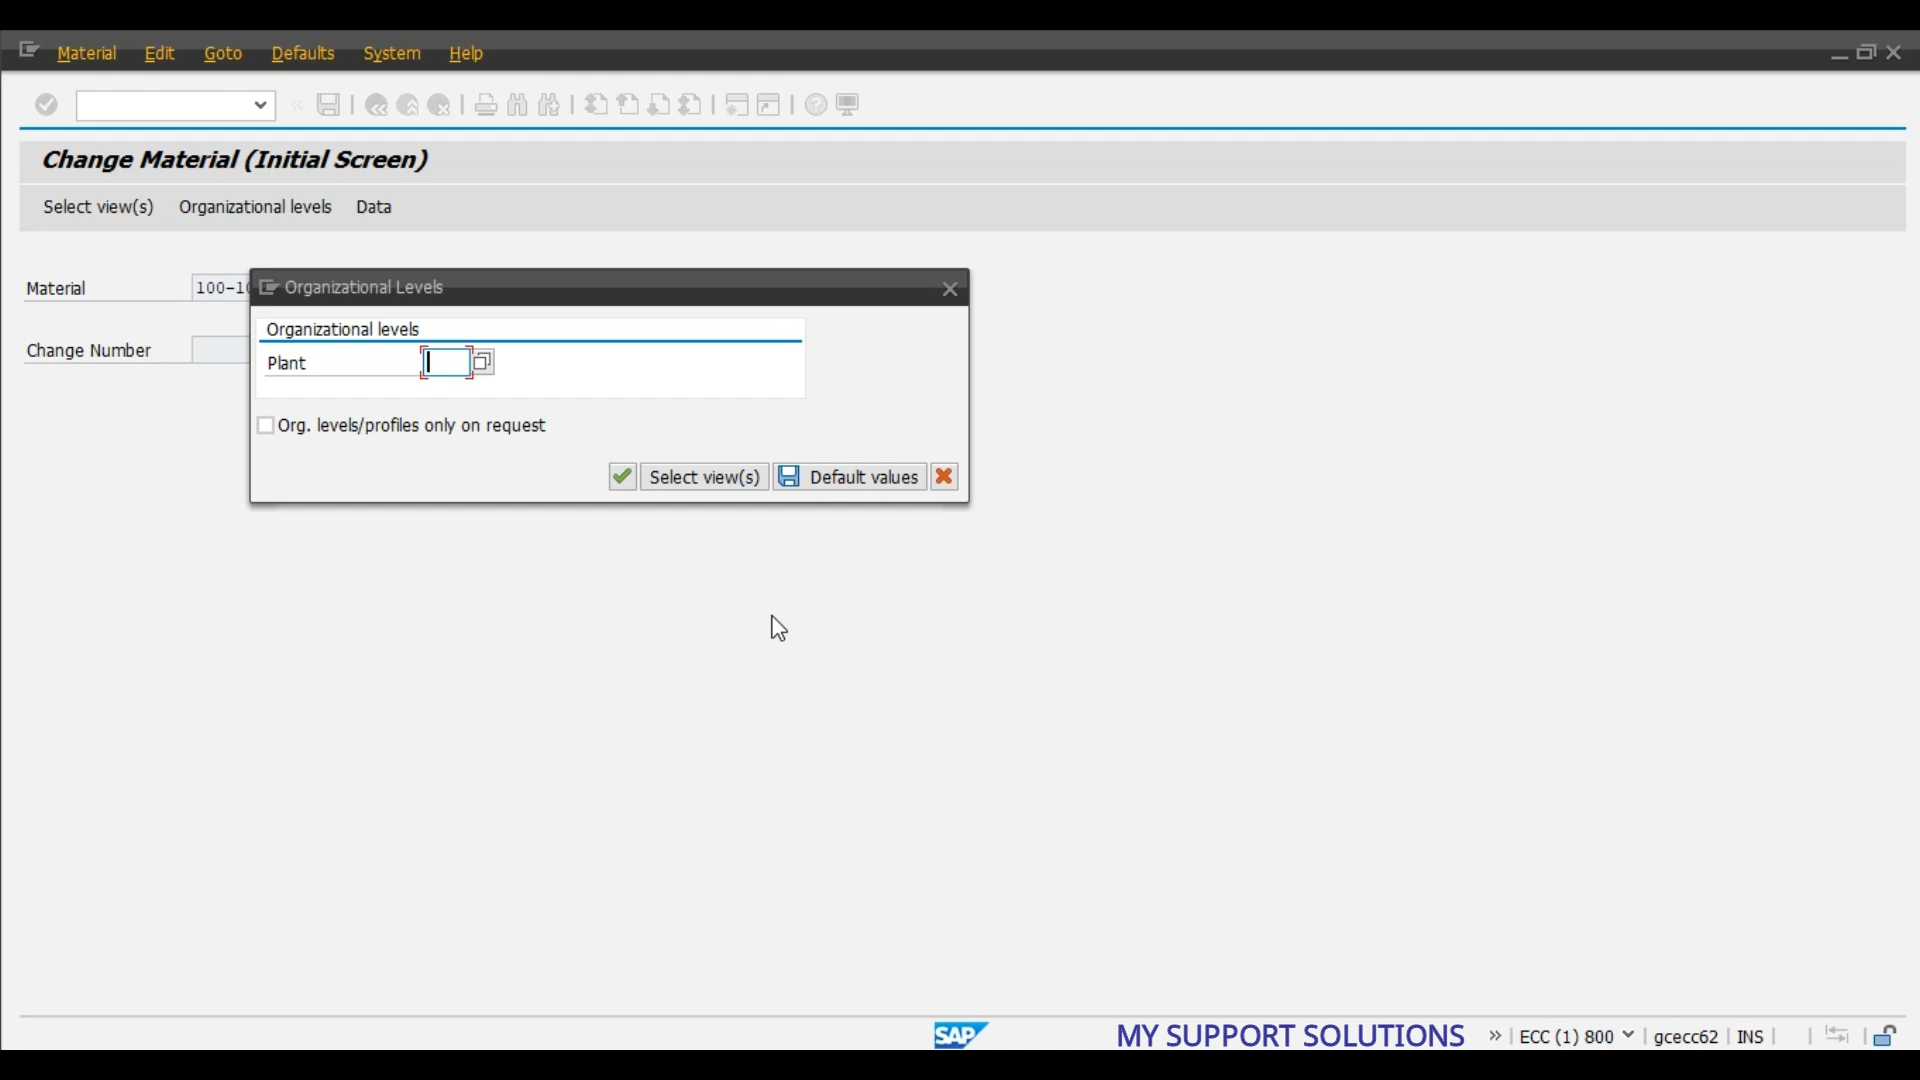 Material Edit Goto Defaults System Help
Change Material (Initial Screen)
Select view(s) Organizational levels Data
Material 100-10
Organizational Levels
Organizational levels
Plant
Change Number
Org. levels/profiles only on request
Select view(s) Default values
SAP MY SUPPORT SOLUTIONS » ECC (1) 800 gcecc62 INS